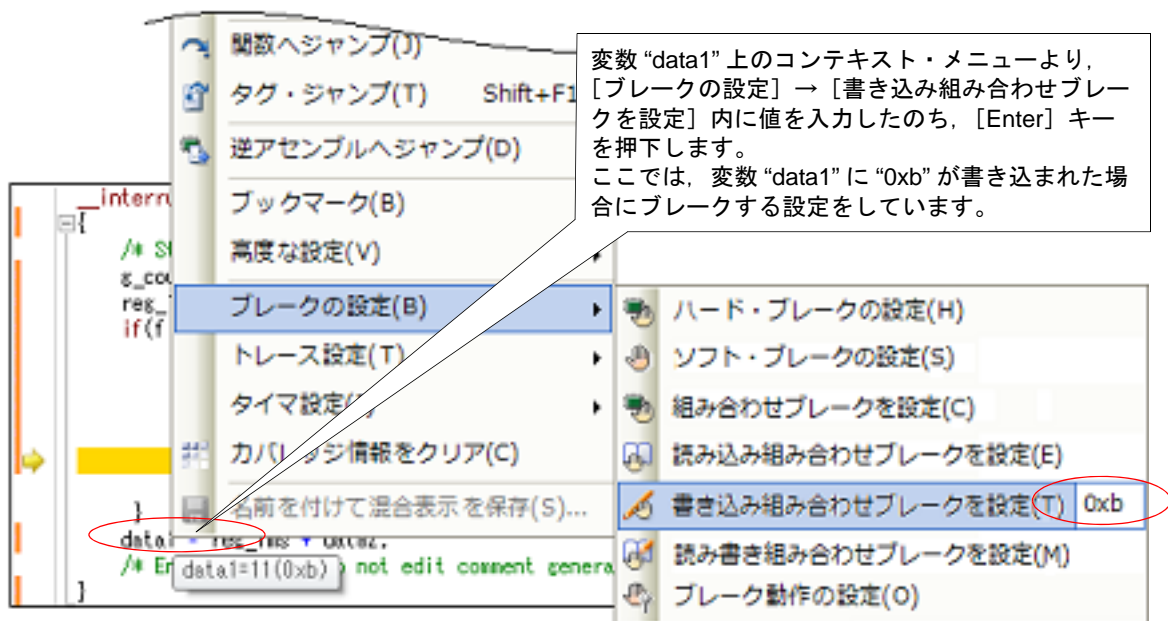 関数へジャンプ(J)
タグ・ジャンプ(T) Shift+F1
逆アセンブルへジャンプ(D)
ブックマーク(B)
高度な設定(V)
ブレークの設定(B)
トレース設定(T)
タイマ設定
カバレッジ情報をクリア(C)
名前を付けて混合表示を保存(S)...
変数 “data1” 上のコンテキスト・メニューより，
［ブレークの設定］→［書き込み組み合わせブレー
クを設定］内に値を入力したのち，［Enter］キー
を押下します。
ここでは，変数 “data1” に “0xb” が書き込まれた場
合にブレークする設定をしています。
ハード・ブレークの設定(H)
ソフト・ブレークの設定(S)
組み合わせブレークを設定(C)
読み込み組み合わせブレークを設定(E)
書き込み組み合わせブレークを設定(T) 0xb
読み書き組み合わせブレークを設定(M)
ブレーク動作の設定(O)
__interru
{
/* St
g_cou
reg_
if(f
}
data1 =
/* En
data1=11(0xb)
not edit comment genera
}